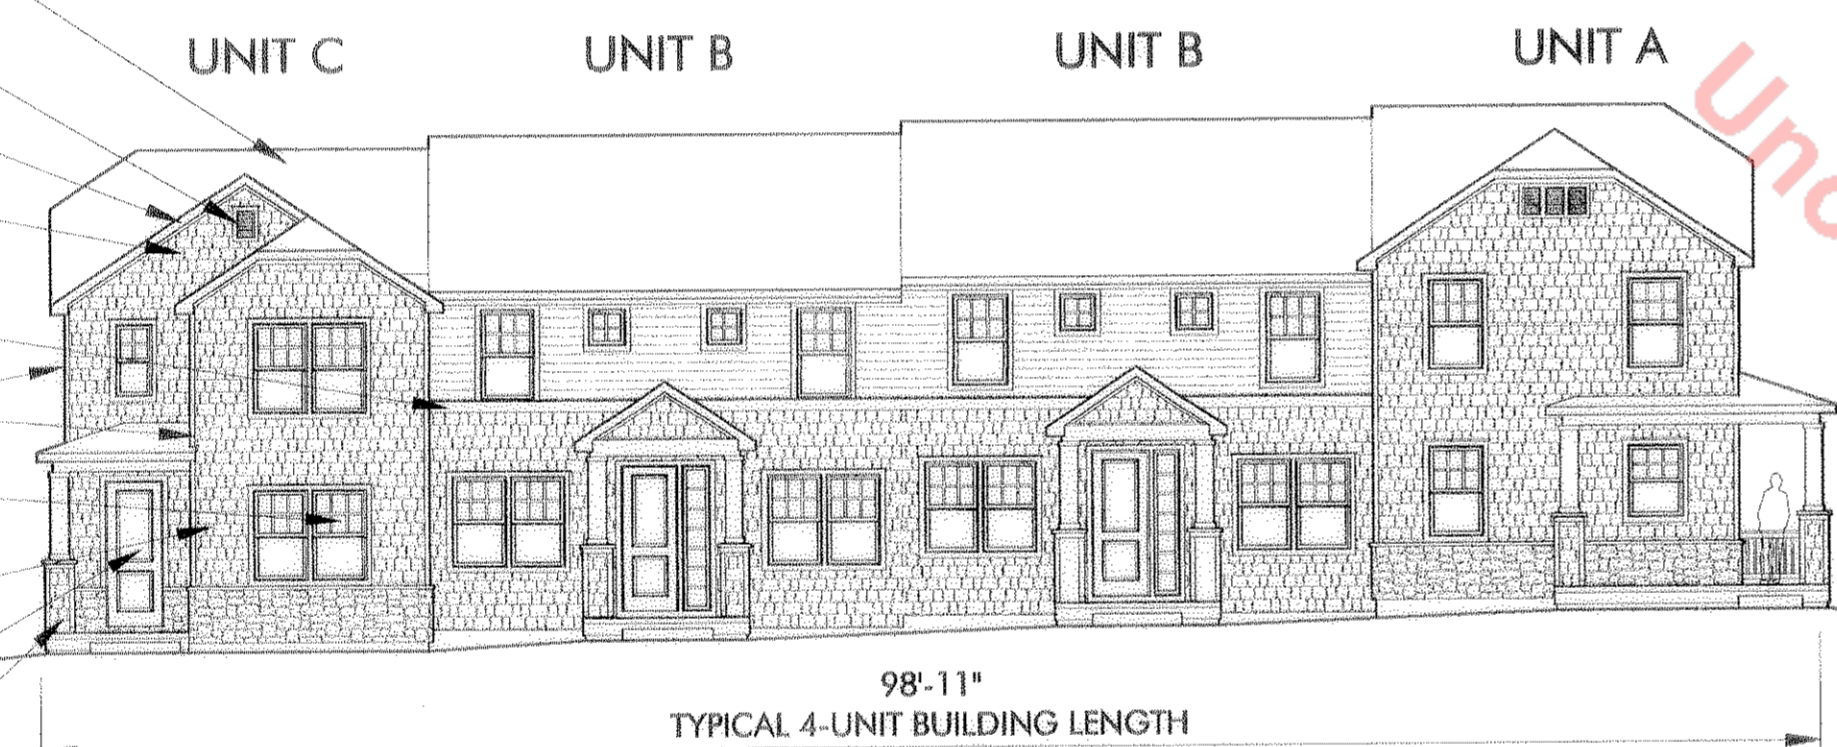 UNIT C
UNIT B
UNIT B
UNIT A
98'-11"
TYPICAL 4-UNIT BUILDING LENGTH